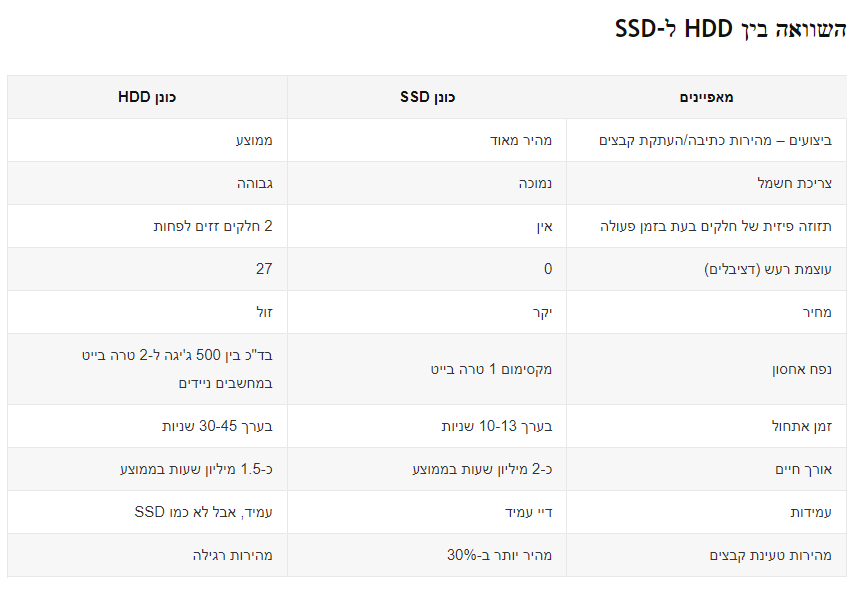 השוואה בין HDD ל-SSD
מאפיינים כונן SSD כונן HDD
ביצועים – מהירות כתיבה/העתקת קבצים מהיר מאוד ממוצע
צריכת חשמל נמוכה גבוהה
תזוזה פיזית של חלקים בעת בזמן פעולה אין 2 חלקים זזים לפחות
עוצמת רעש (דציבלים) 0 27
מחיר יקר זול
נפח אחסון מקסימום 1 טרה בייט בד"כ בין 500 ג'יגה ל-2 טרה בייט
במחשבים ניידים
זמן אתחול בערך 10-13 שניות בערך 30-45 שניות
אורך חיים כ-2 מיליון שעות בממוצע כ-1.5 מיליון שעות בממוצע
עמידות דיי עמיד עמיד, אבל לא כמו SSD
מהירות טעינת קבצים מהיר יותר ב-30% מהירות רגילה